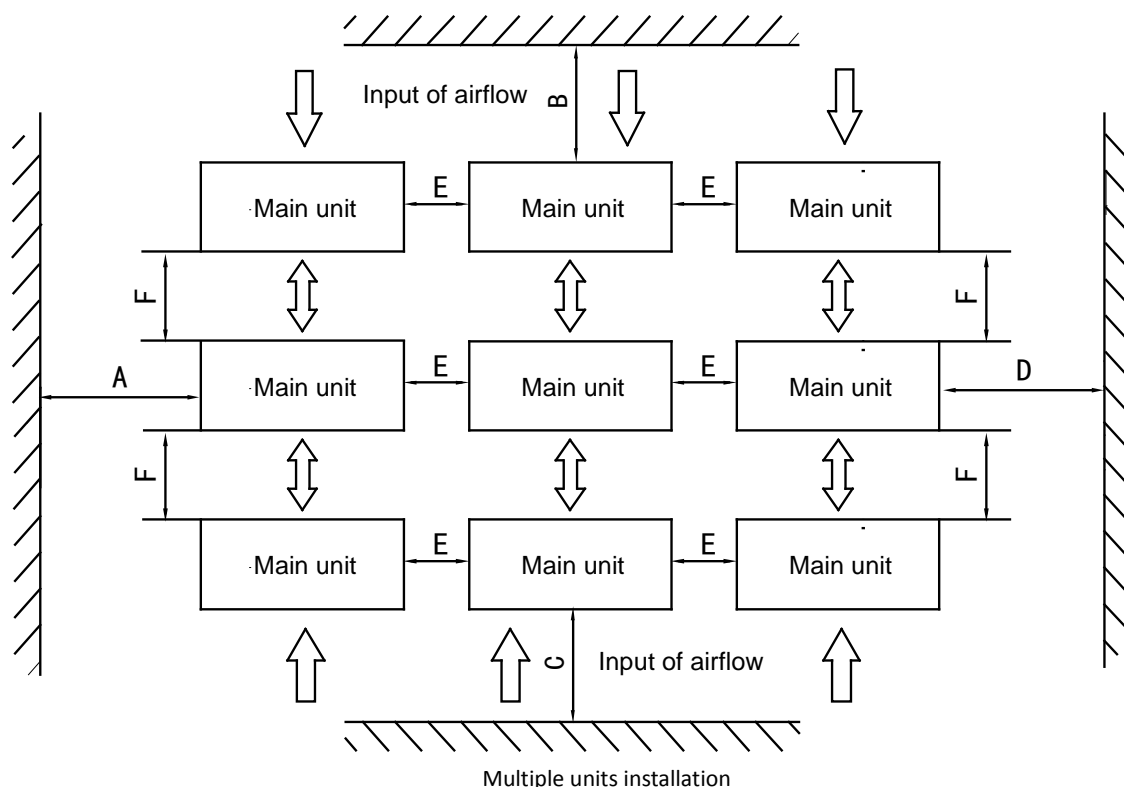 Input of airflow
B
Main unit E Main unit E Main unit
F F
A Main unit E Main unit E Main unit D
F F
Main unit E Main unit E Main unit
C Input of airflow
Multiple units installation